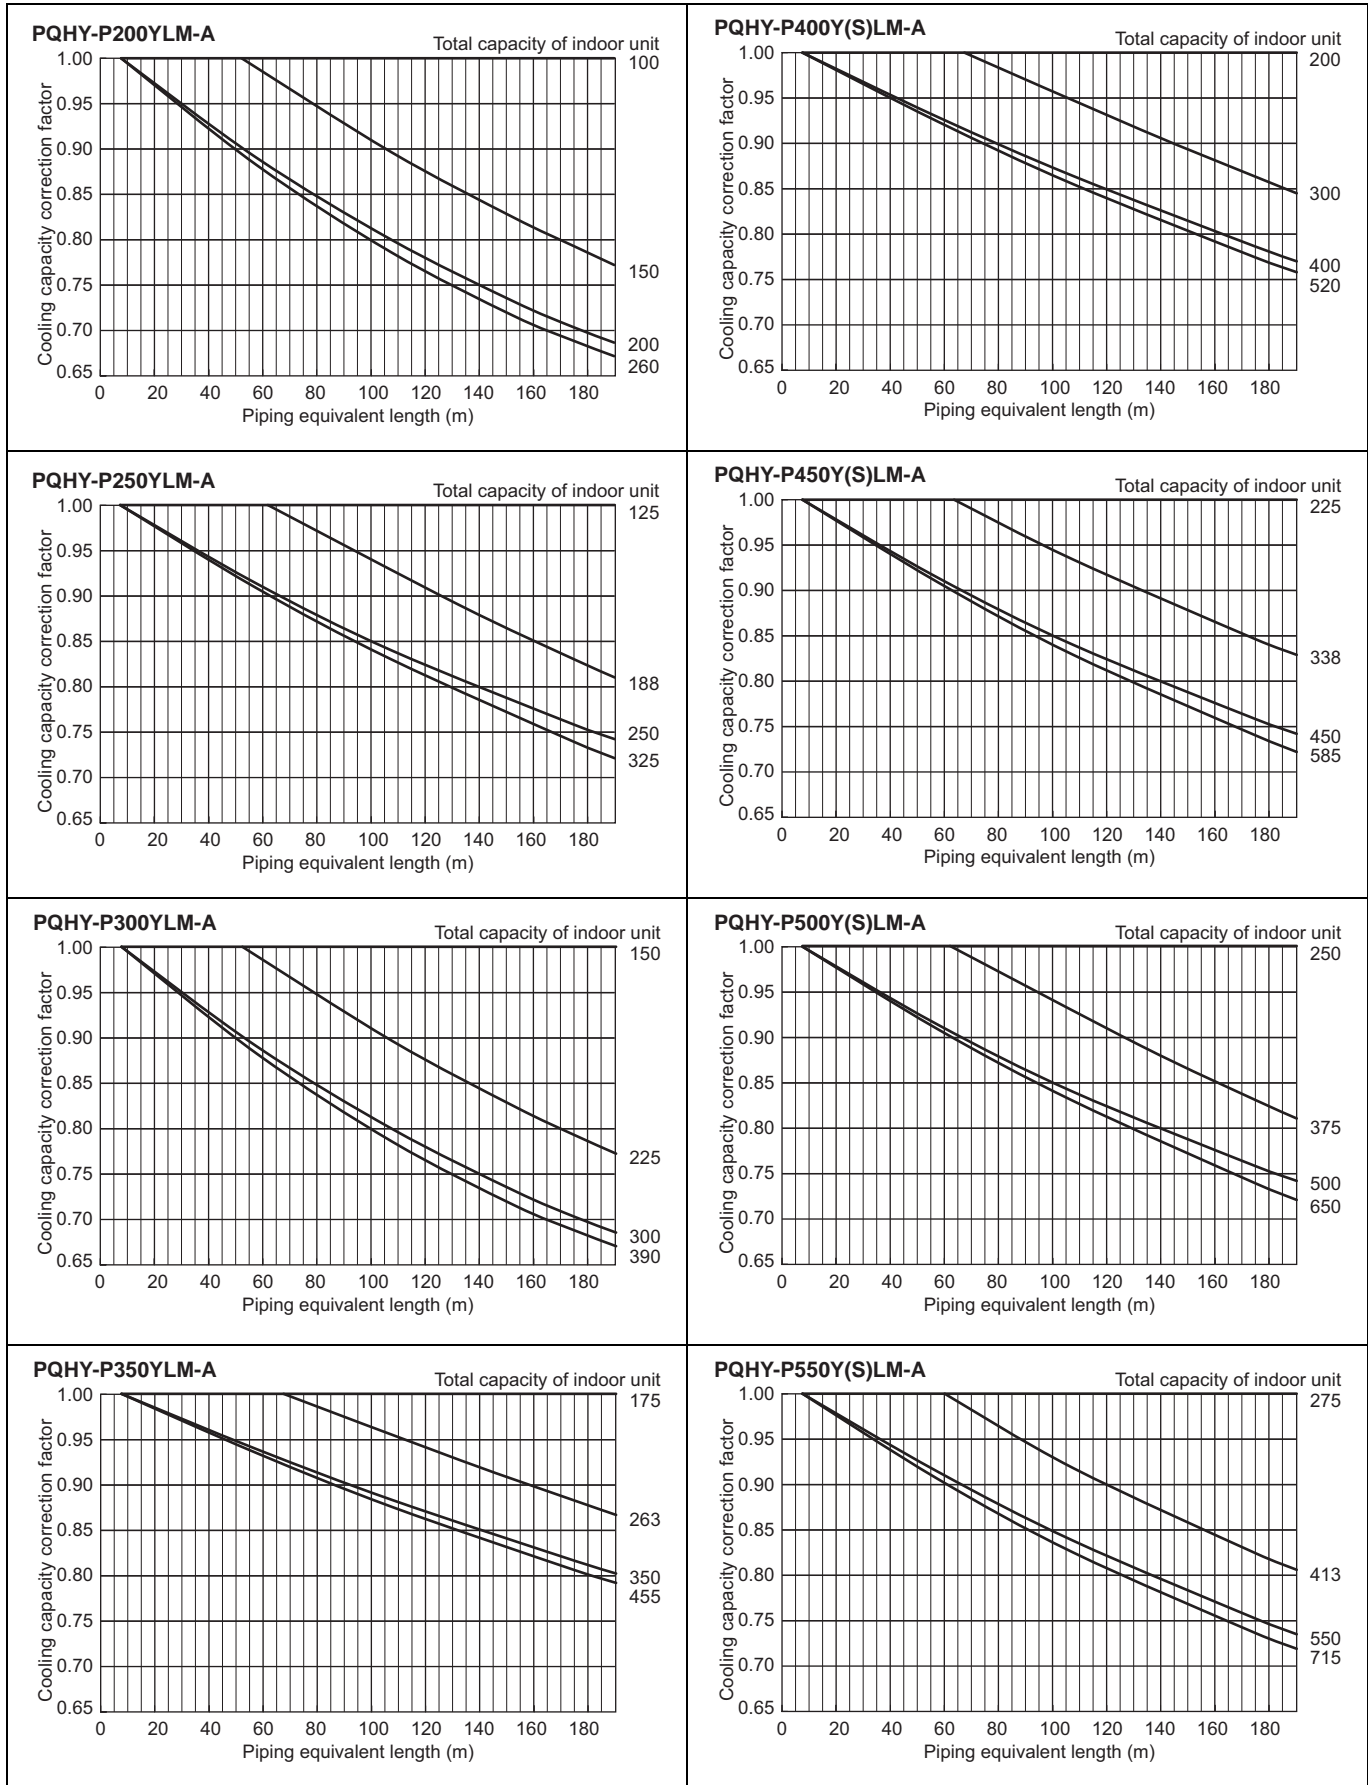 PQHY-P200YLM-A
Total capacity of indoor unit
Cooling capacity correction factor
1.00
0.95
0.90
0.85
0.80
0.75
0.70
0.65
100
150
200
260
0 20 40 60 80 100 120 140 160 180
Piping equivalent length (m)
PQHY-P400Y(S)LM-A
Total capacity of indoor unit
Cooling capacity correction factor
1.00
0.95
0.90
0.85
0.80
0.75
0.70
0.65
200
300
400
520
0 20 40 60 80 100 120 140 160 180
Piping equivalent length (m)
PQHY-P250YLM-A
Total capacity of indoor unit
Cooling capacity correction factor
1.00
0.95
0.90
0.85
0.80
0.75
0.70
0.65
125
188
250
325
0 20 40 60 80 100 120 140 160 180
Piping equivalent length (m)
PQHY-P450Y(S)LM-A
Total capacity of indoor unit
Cooling capacity correction factor
1.00
0.95
0.90
0.85
0.80
0.75
0.70
0.65
225
338
450
585
0 20 40 60 80 100 120 140 160 180
Piping equivalent length (m)
PQHY-P300YLM-A
Total capacity of indoor unit
Cooling capacity correction factor
1.00
0.95
0.90
0.85
0.80
0.75
0.70
0.65
150
225
300
390
0 20 40 60 80 100 120 140 160 180
Piping equivalent length (m)
PQHY-P500Y(S)LM-A
Total capacity of indoor unit
Cooling capacity correction factor
1.00
0.95
0.90
0.85
0.80
0.75
0.70
0.65
250
375
500
650
0 20 40 60 80 100 120 140 160 180
Piping equivalent length (m)
PQHY-P350YLM-A
Total capacity of indoor unit
Cooling capacity correction factor
1.00
0.95
0.90
0.85
0.80
0.75
0.70
0.65
175
263
350
455
0 20 40 60 80 100 120 140 160 180
Piping equivalent length (m)
PQHY-P550Y(S)LM-A
Total capacity of indoor unit
Cooling capacity correction factor
1.00
0.95
0.90
0.85
0.80
0.75
0.70
0.65
275
413
550
715
0 20 40 60 80 100 120 140 160 180
Piping equivalent length (m)